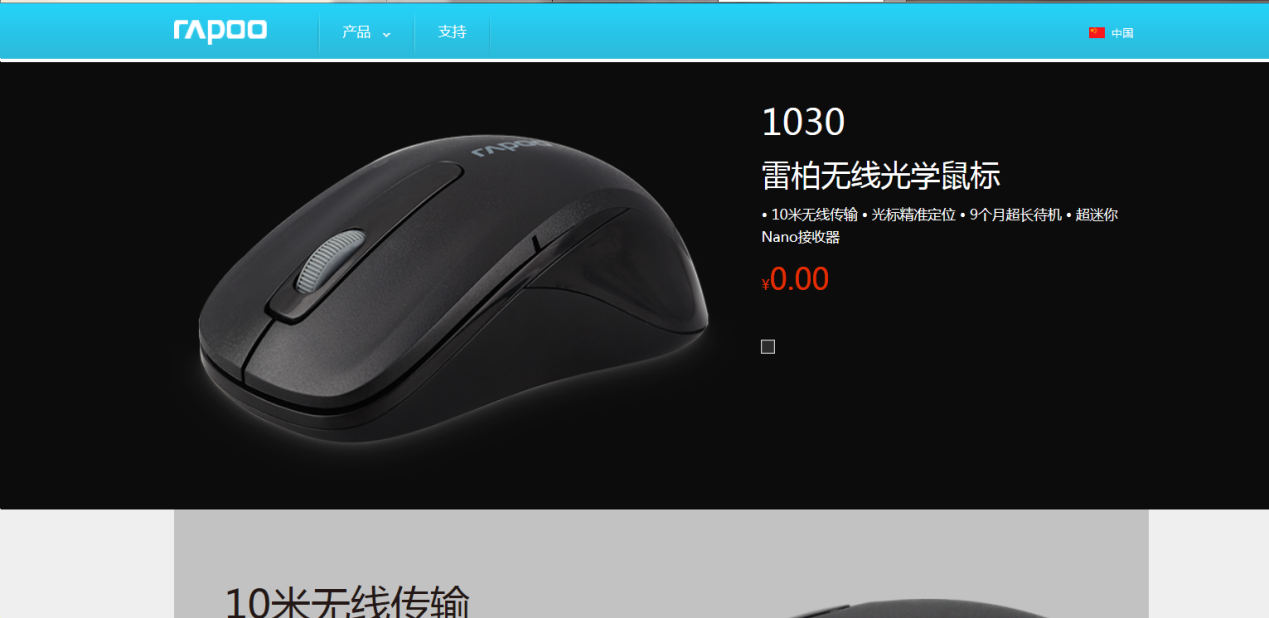 rapoo
产品
支持
中国
rapoo
1030
雷柏无线光学鼠标
• 10米无线传输 • 光标精准定位 • 9个月超长待机 • 超迷你
Nano接收器
¥0.00
10米无线传输